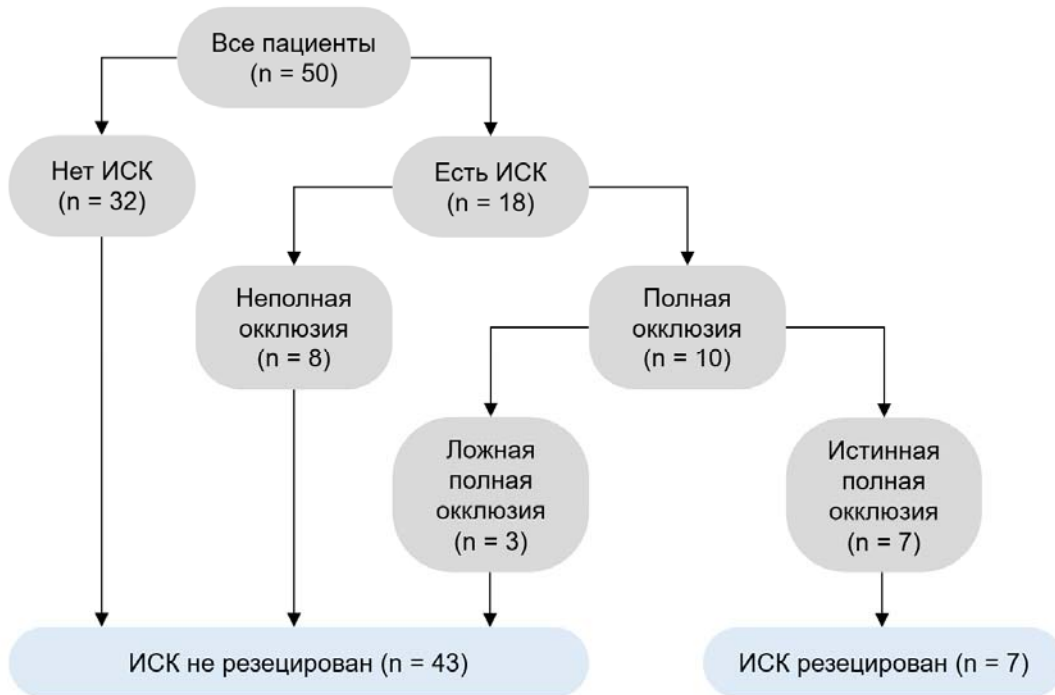 Все пациенты
(n = 50)
Нет ИСК
(n = 32)
Есть ИСК
(n = 18)
Неполная
окклюзия
(n = 8)
Полная
окклюзия
(n = 10)
Ложная
полная
окклюзия
(n = 3)
Истинная
полная
окклюзия
(n = 7)
ИСК не резецирован (n = 43)
ИСК резецирован (n = 7)